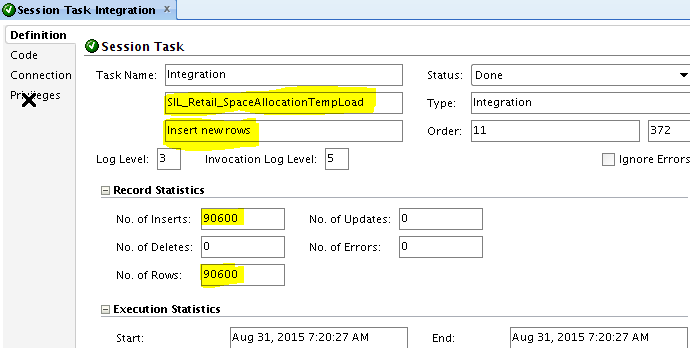 Session Task Integration x
Definition
Code
Connection
Privileges
Session Task
Task Name: Integration Status: Done
SIL_Retail_SpaceAllocationTempLoad Type: Integration
Insert new rows Order: 11 372
Log Level: 3 Invocation Log Level: 5 Ignore Errors
Record Statistics
No. of Inserts: 90600 No. of Updates: 0
No. of Deletes: 0 No. of Errors: 0
No. of Rows: 90600
Execution Statistics
Start: Aug 31, 2015 7:20:27 AM End: Aug 31, 2015 7:20:27 AM